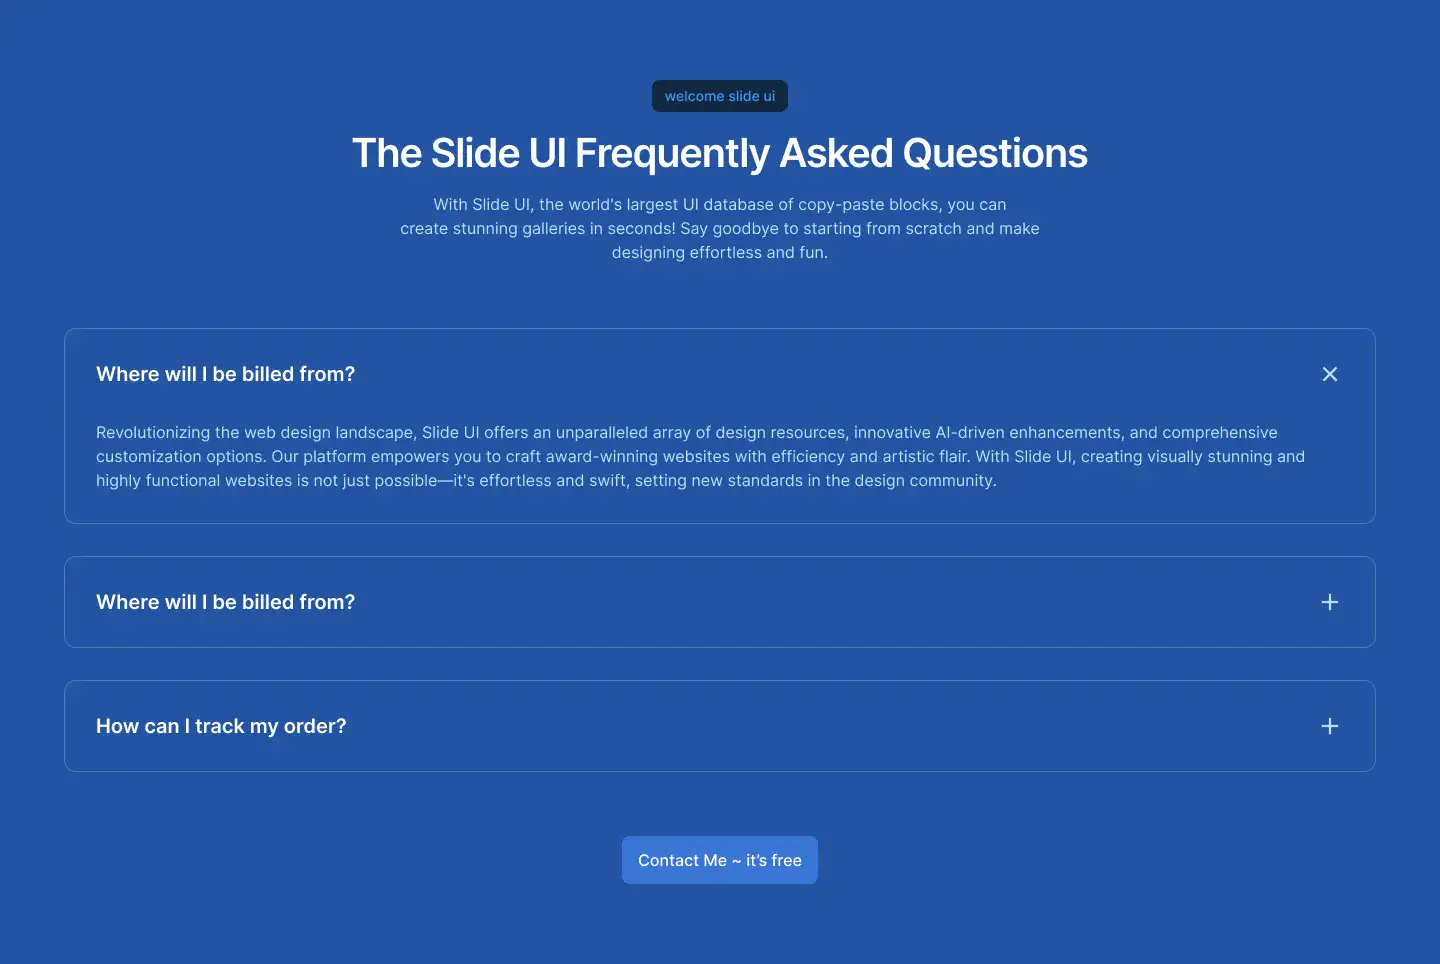 welcome slide ui
The Slide UI Frequently Asked Questions
With Slide UI, the world's largest UI database of copy-paste blocks, you can
create stunning galleries in seconds! Say goodbye to starting from scratch and make
designing effortless and fun.
Where will I be billed from?
Revolutionizing the web design landscape, Slide UI offers an unparalleled array of design resources, innovative AI-driven enhancements, and comprehensive
customization options. Our platform empowers you to craft award-winning websites with efficiency and artistic flair. With Slide UI, creating visually stunning and
highly functional websites is not just possible—it's effortless and swift, setting new standards in the design community.
Where will I be billed from?
How can I track my order?
Contact Me ~ it’s free